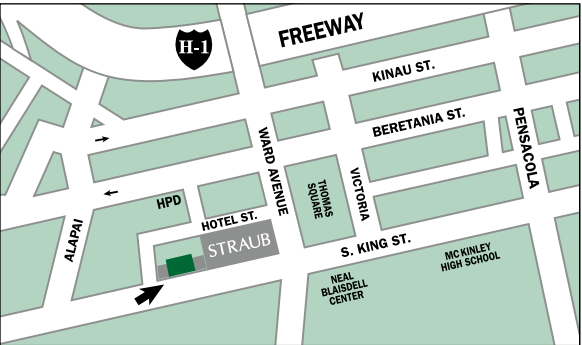 H-1
FREEWAY
KINAU ST.
BERETANIA ST.
PENSACOLA
WARD AVENUE
VICTORIA
THOMAS
SQUARE
HPD
HOTEL ST.
STRAUB
ALAPAI
S. KING ST.
MC KINLEY
HIGH SCHOOL
NEAL
BLAISDELL
CENTER